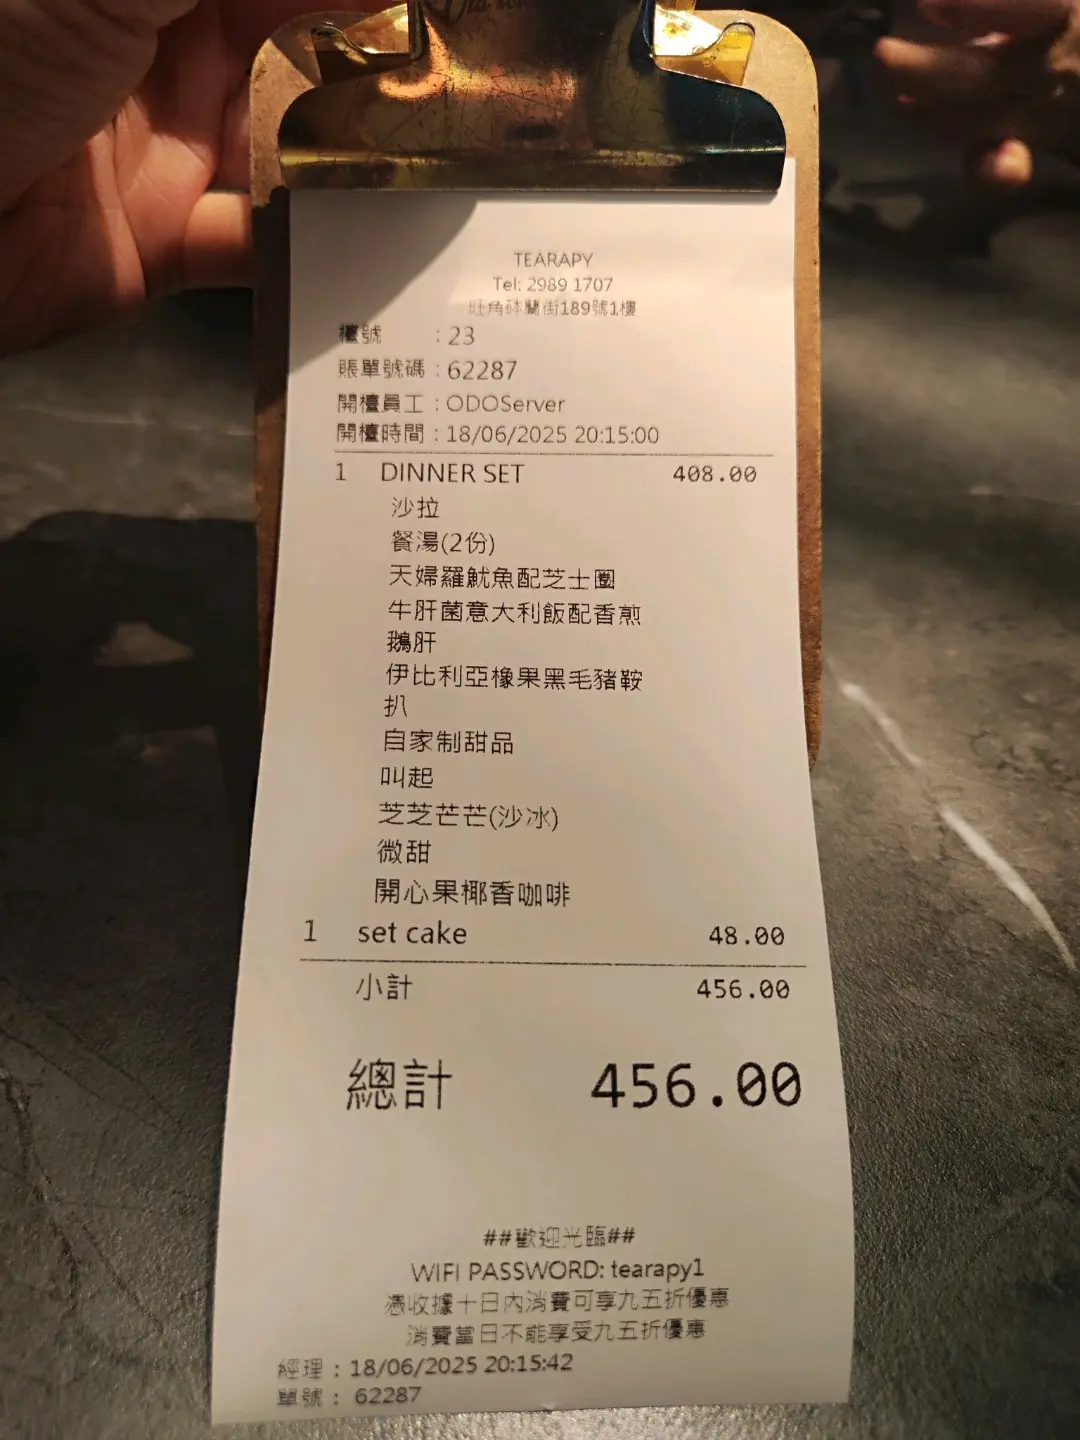 TEARAPY
Tel: 2989 1707
旺角砵蘭街189號1樓
檯號 : 23
賬單號碼 : 62287
開檯員工 : ODOServer
開檯時間 : 18/06/2025 20:15:00
1 DINNER SET 408.00
沙拉
餐湯(2份)
天婦羅魷魚配芝士圈
牛肝菌意大利飯配香煎
鵝肝
伊比利亞橡果黑毛豬鞍
扒
自家制甜品
叫起
芝芝芒芒(沙冰)
微甜
開心果椰香咖啡
1 set cake 48.00
小計 456.00
總計 456.00
##歡迎光臨##
WIFI PASSWORD: tearapy1
憑收據十日內消費可享九五折優惠
消費當日不能享受九五折優惠
經理 : 18/06/2025 20:15:42
單號 : 62287